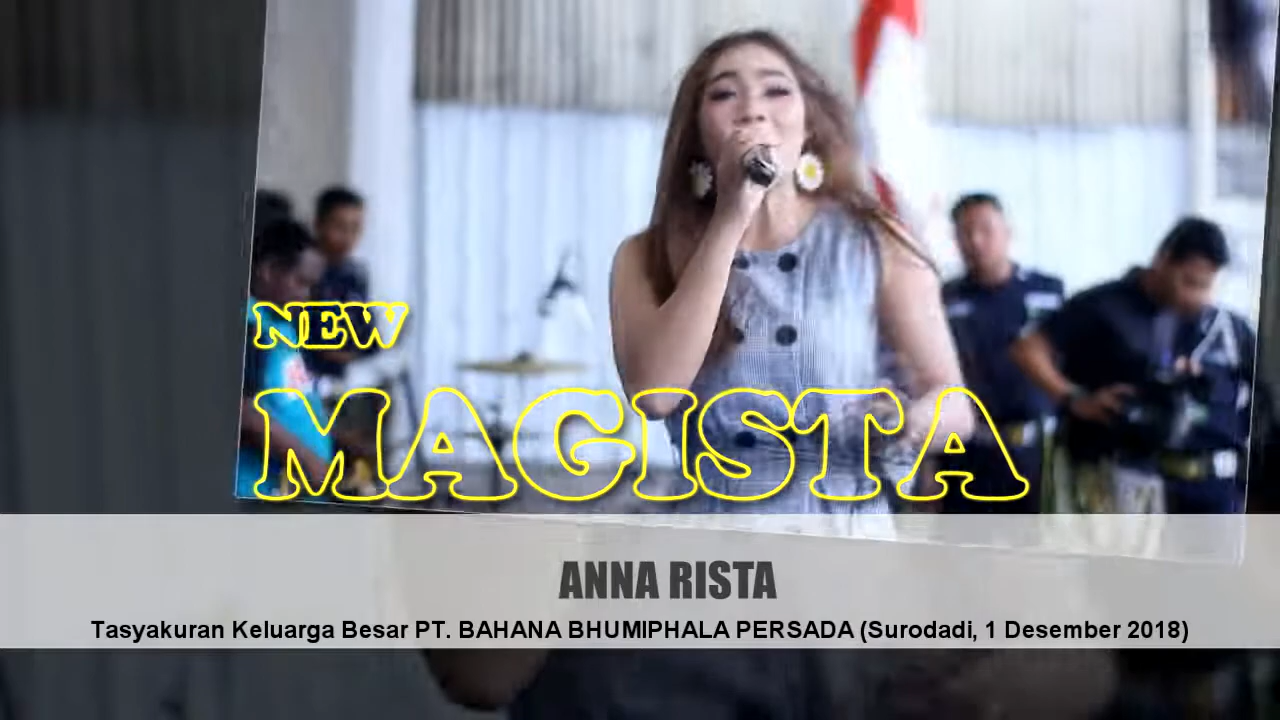 NEW
MAGISTA
ANNA RISTA
Tasyakuran Keluarga Besar PT. BAHANA BHUMIPHALA PERSADA (Surodadi, 1 Desember 2018)